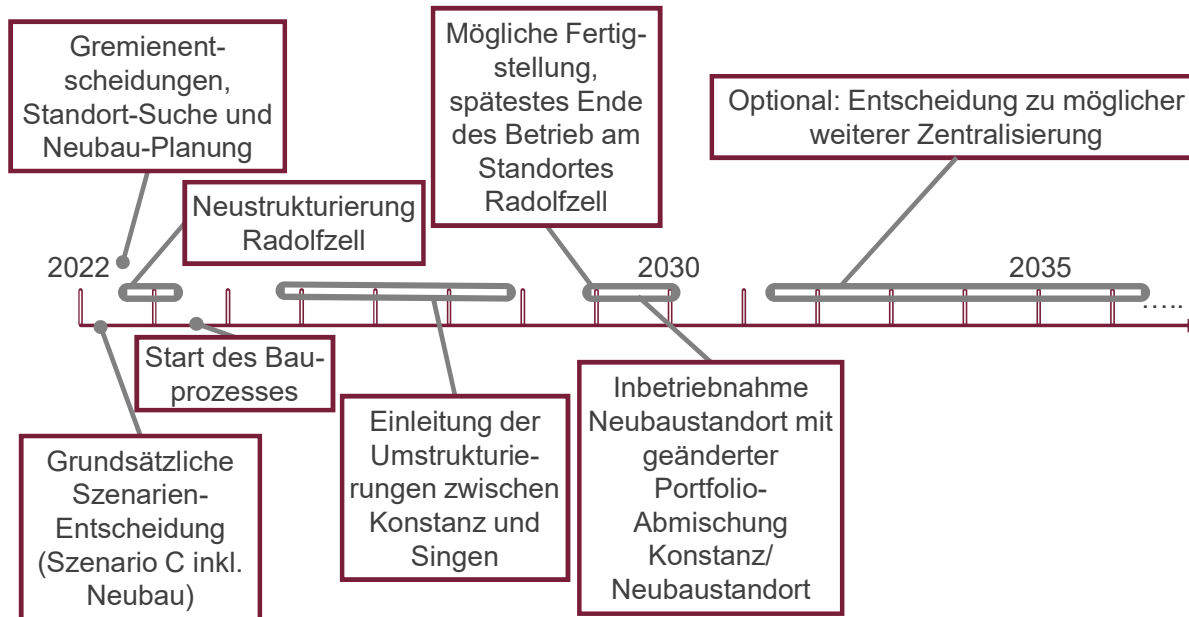 Gremienent-
scheidungen,
Standort-Suche und
Neubau-Planung
Neustrukturierung
Radolfzell
Mögliche Fertig-
stellung,
spätestes Ende
des Betrieb am
Standortes
Radolfzell
Optional: Entscheidung zu möglicher
weiterer Zentralisierung
2022
2030
2035
.....
Start des Bau-
prozesses
Grundsätzliche
Szenarien-
Entscheidung
(Szenario C inkl.
Neubau)
Einleitung der
Umstrukturie-
rungen zwischen
Konstanz und
Singen
Inbetriebnahme
Neubaustandort mit
geänderter
Portfolio-
Abmischung
Konstanz/
Neubaustandort